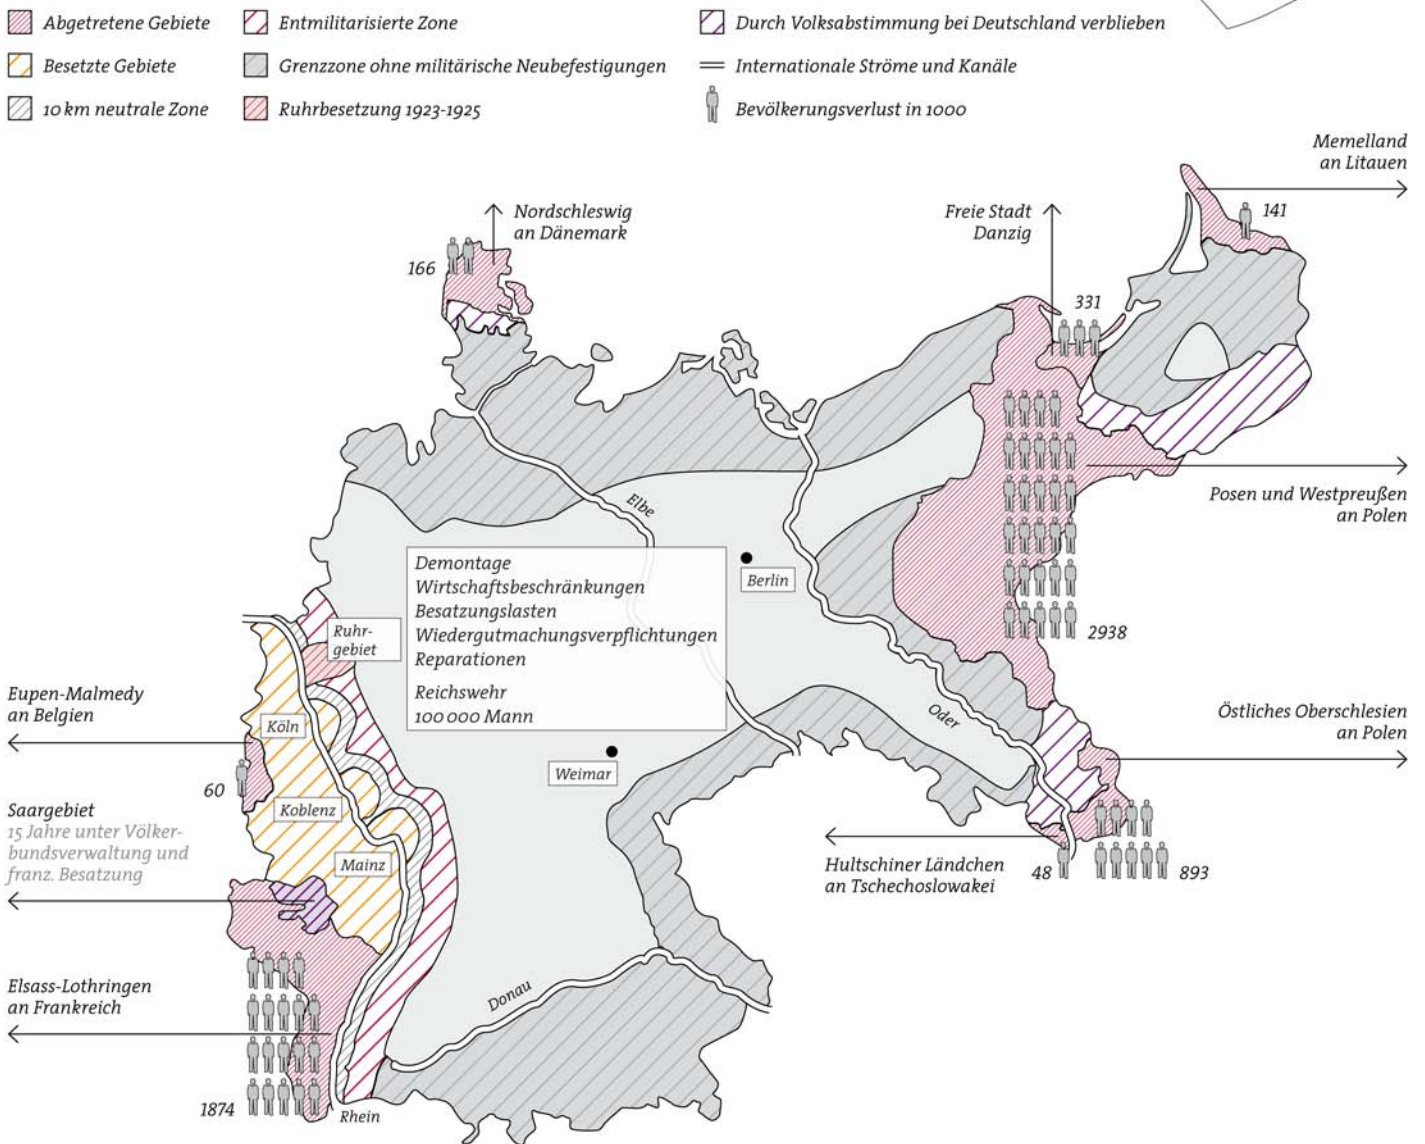 Abgetretene Gebiete
Entmilitarisierte Zone
Durch Volksabstimmung bei Deutschland verblieben
Besetzte Gebiete
Grenzzone ohne militärische Neubefestigungen
Internationale Ströme und Kanäle
10 km neutrale Zone
Ruhrbesetzung 1923-1925
Bevölkerungsverlust in 1000
Memelland
an Litauen
141
Nordschleswig
an Dänemark
166
Freie Stadt
Danzig
331
Posen und Westpreußen
an Polen
2938
Elbe
Berlin
Demontage
Wirtschaftsbeschränkungen
Besatzungslasten
Wiedergutmachungsverpflichtungen
Reparationen
Reichswehr
100 000 Mann
Ruhr-
gebiet
Eupen-Malmedy
an Belgien
60
Köln
Oder
Östliches Oberschlesien
an Polen
893
Weimar
Koblenz
Saargebiet
15 Jahre unter Völker-
bundsverwaltung und
franz. Besatzung
Mainz
Hultschiner Ländchen
an Tschechoslowakei
48
Elsass-Lothringen
an Frankreich
1874
Donau
Rhein